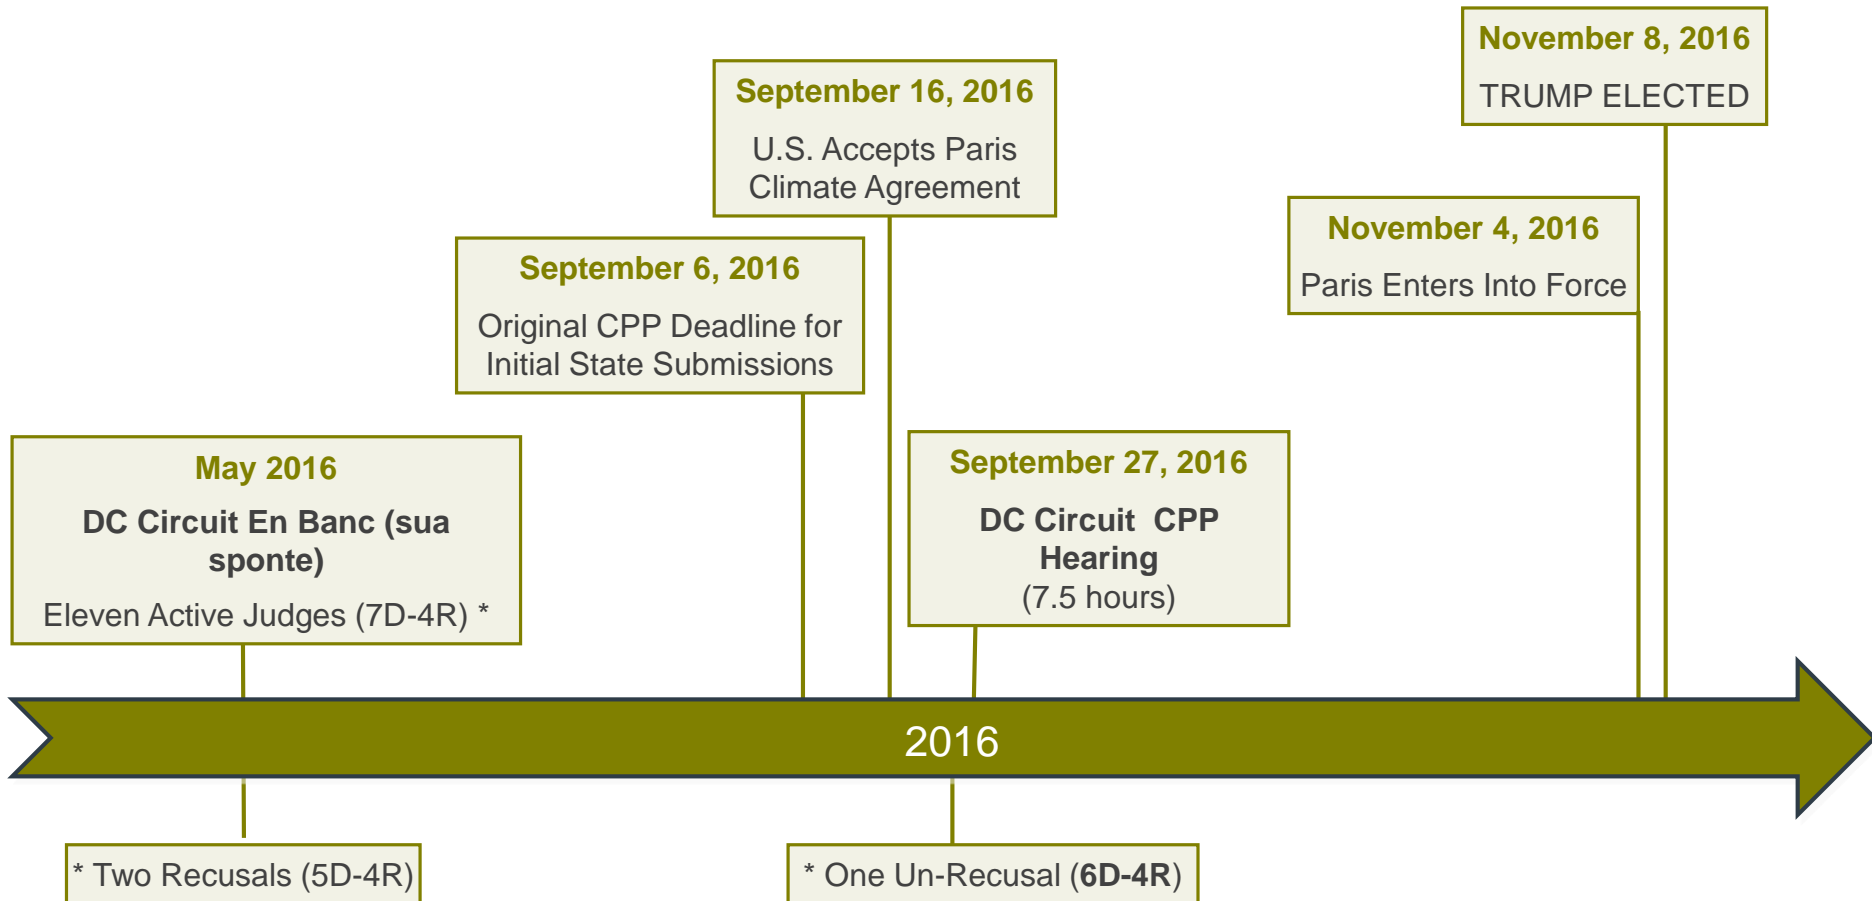 November 8, 2016
TRUMP ELECTED
September 16, 2016
U.S. Accepts Paris
Climate Agreement
November 4, 2016
Paris Enters Into Force
September 6, 2016
Original CPP Deadline for
Initial State Submissions
May 2016
DC Circuit En Banc (sua
sponte)
Eleven Active Judges (7D-4R) *
September 27, 2016
DC Circuit  CPP
Hearing
(7.5 hours)
2016
* Two Recusals (5D-4R)
* One Un-Recusal (6D-4R)